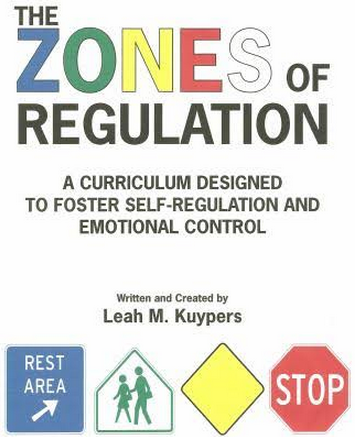 THE
ZONES OF
REGULATION
A CURRICULUM DESIGNED
TO FOSTER SELF-REGULATION AND
EMOTIONAL CONTROL
Written and Created by
Leah M. Kuypers
REST
AREA
STOP